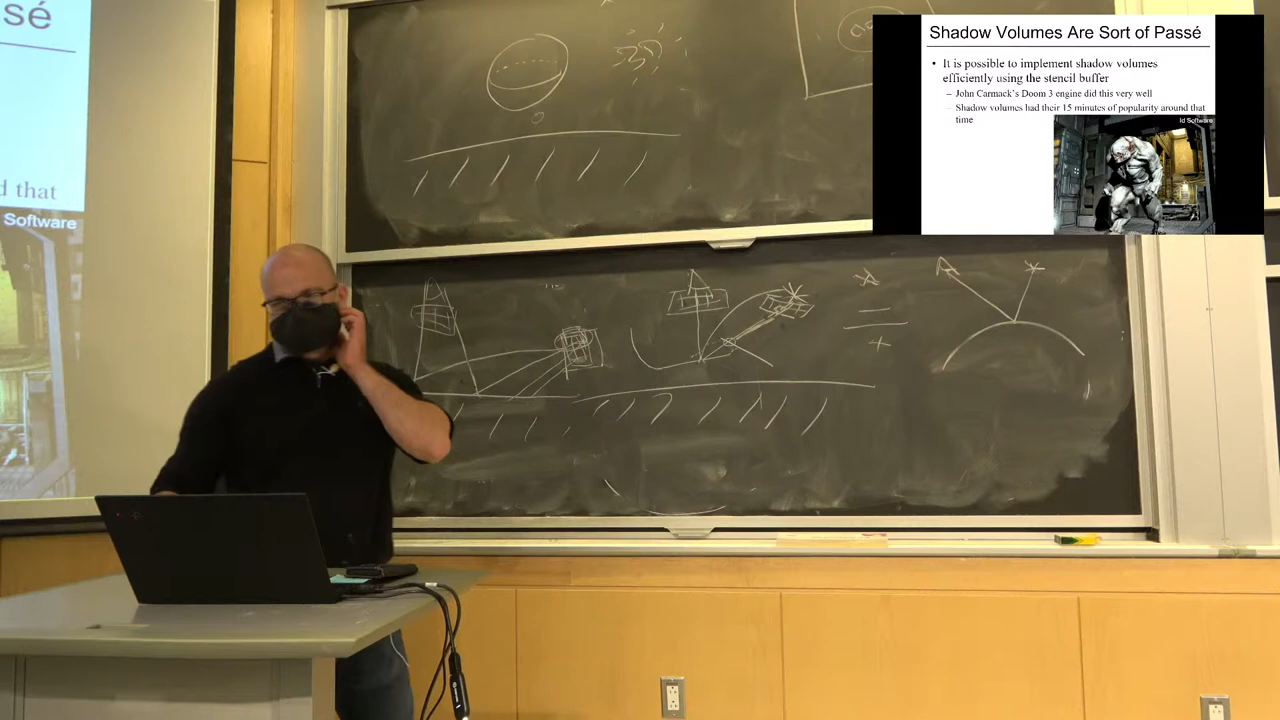 sé
d that
Software
Shadow Volumes Are Sort of Passé
• It is possible to implement shadow volumes
efficiently using the stencil buffer
– John Carmack's Doom 3 engine did this very well
– Shadow volumes had their 15 minutes of popularity around that
time
Id Software